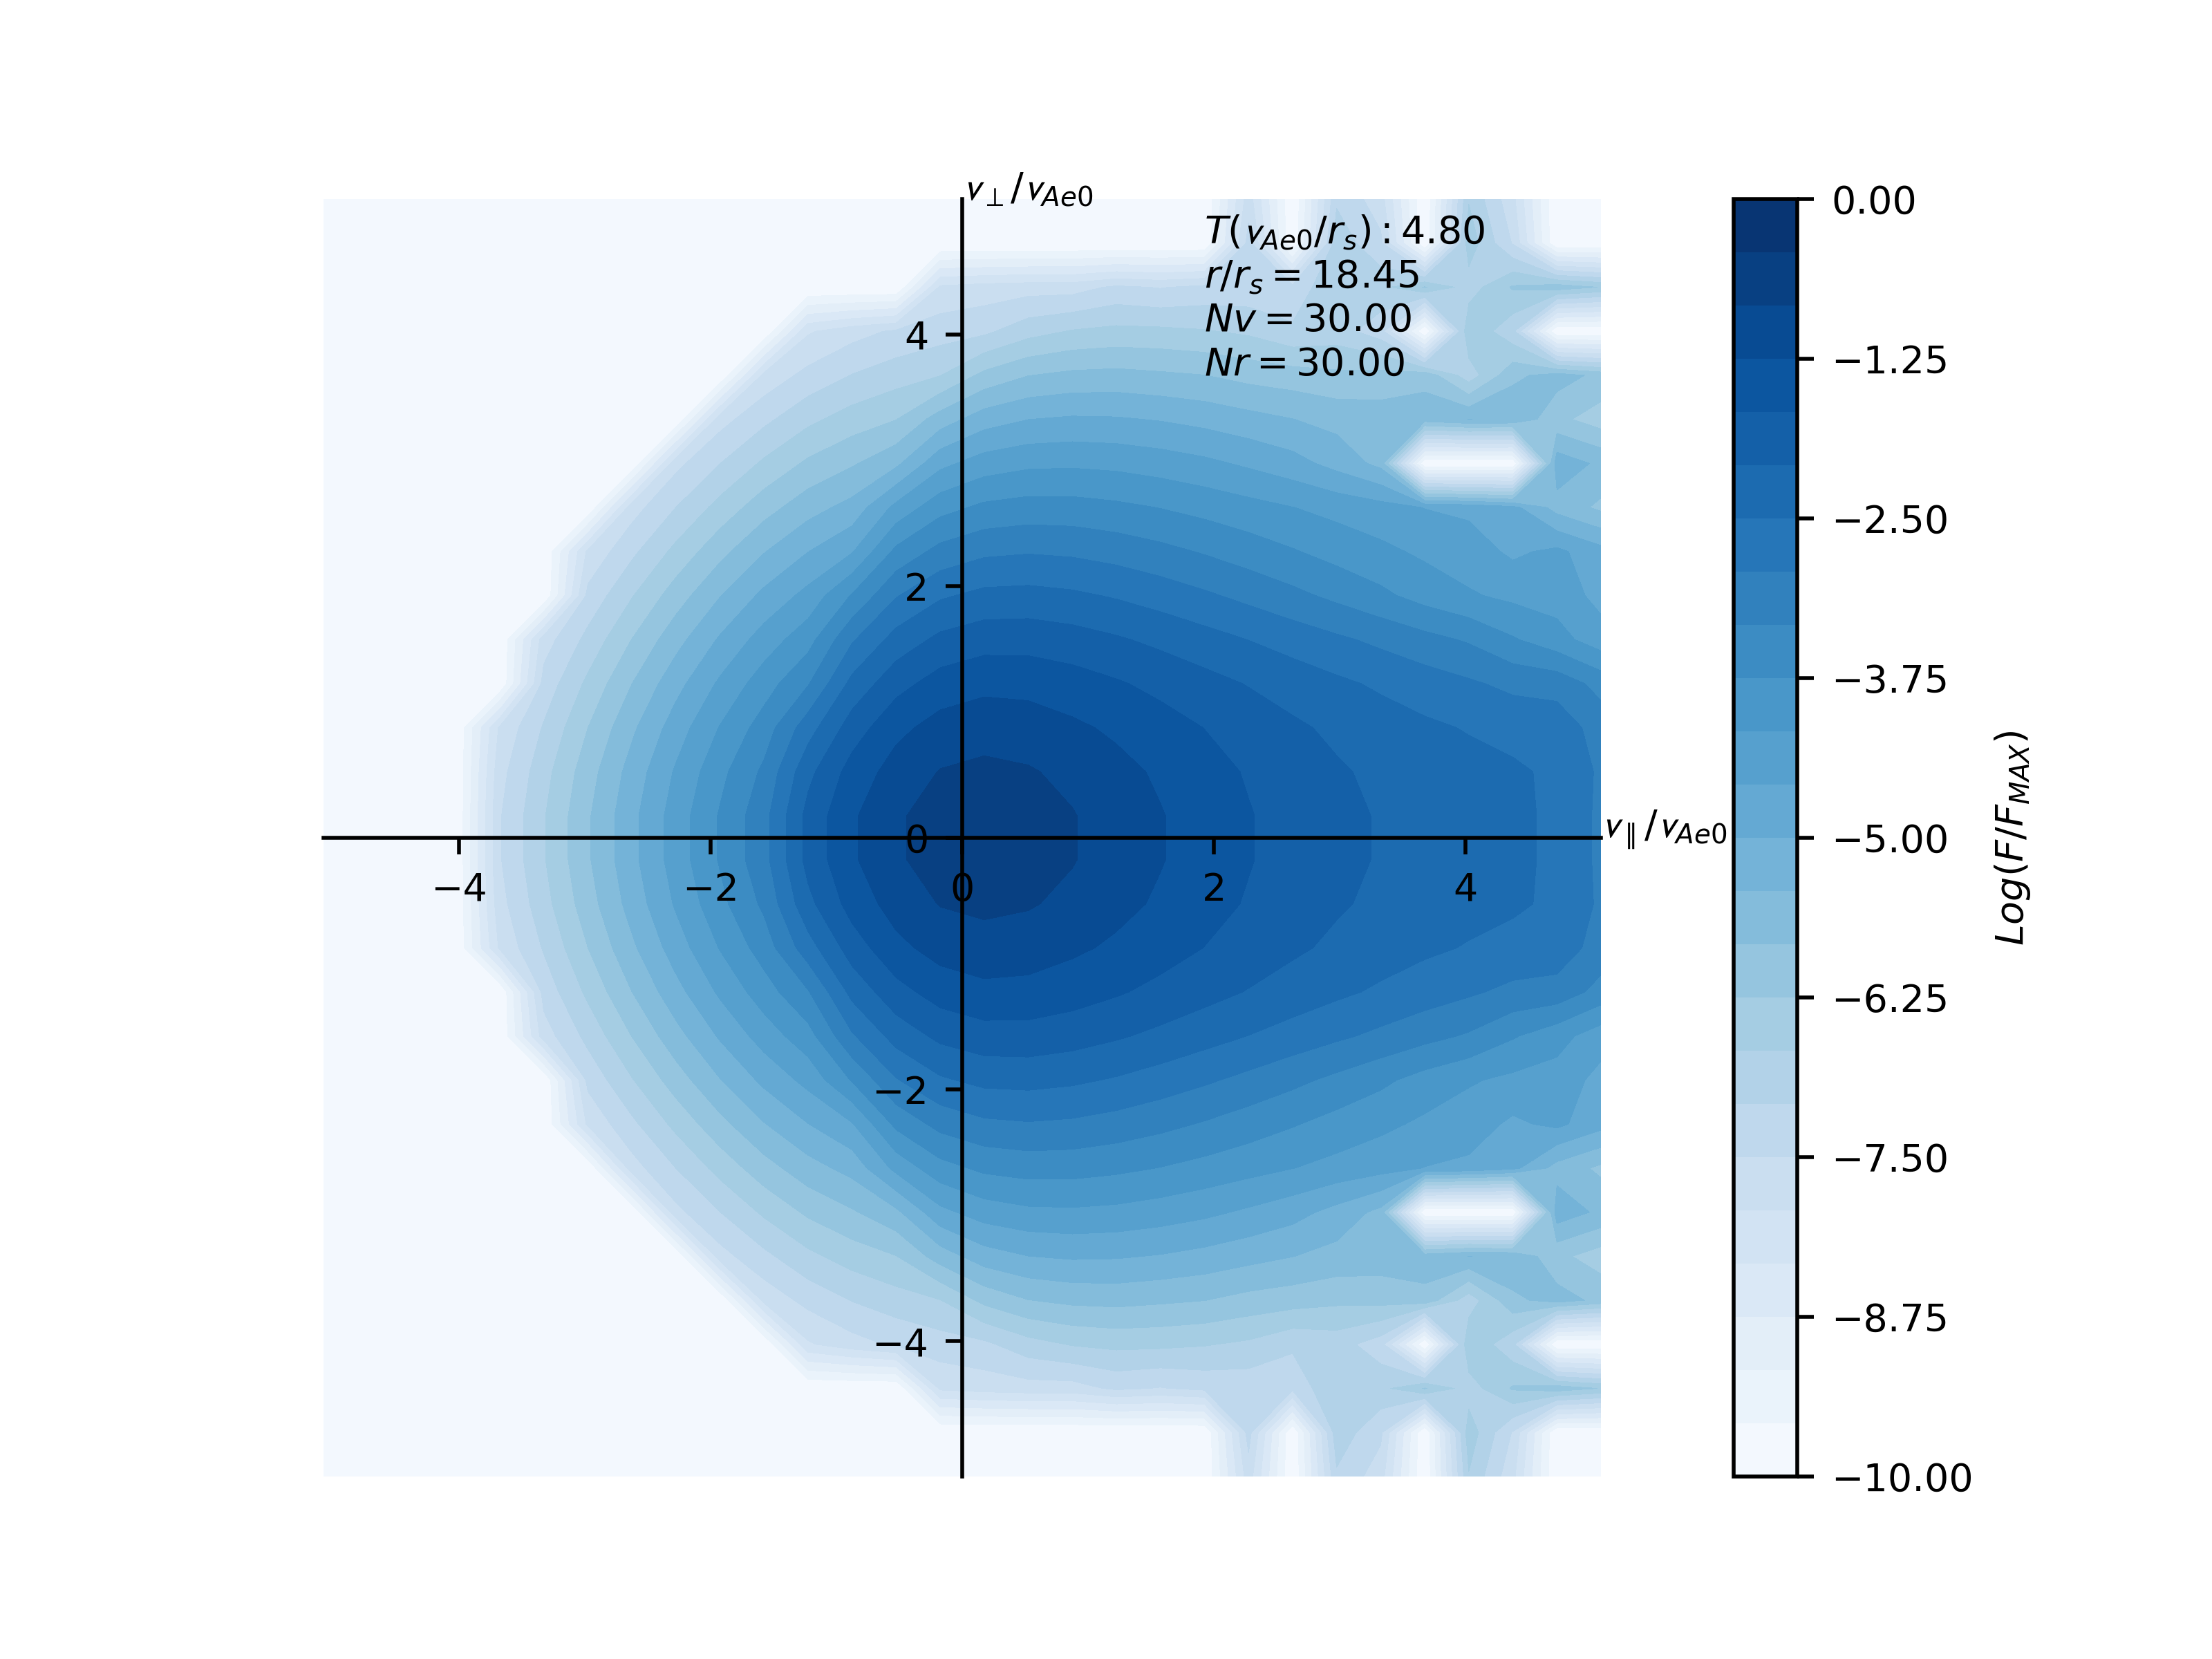 v⊥/vAe0
T(vAe0/rs) : 4.80
r/rs = 18.45
Nv = 30.00
Nr = 30.00
4
2
0
−2
−4
−4
−2
0
2
4
v∥/vAe0
0.00
−1.25
−2.50
−3.75
−5.00
−6.25
−7.50
−8.75
−10.00
Log(F/FMAX)